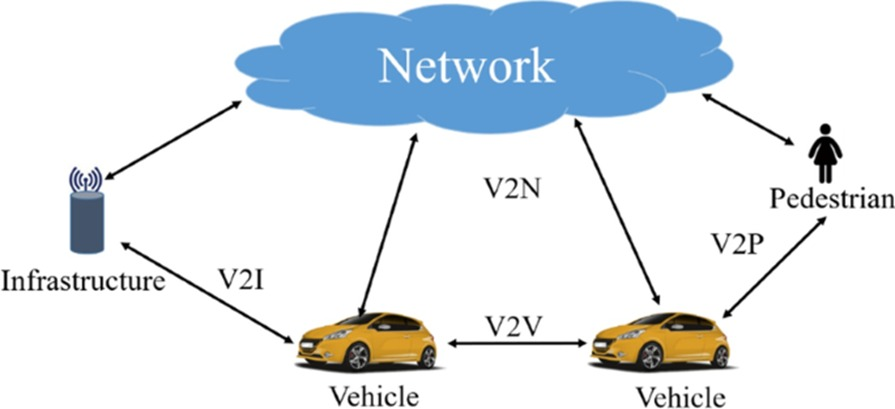 Network
V2N
Pedestrian
V2P
Infrastructure
V2I
V2V
Vehicle
Vehicle